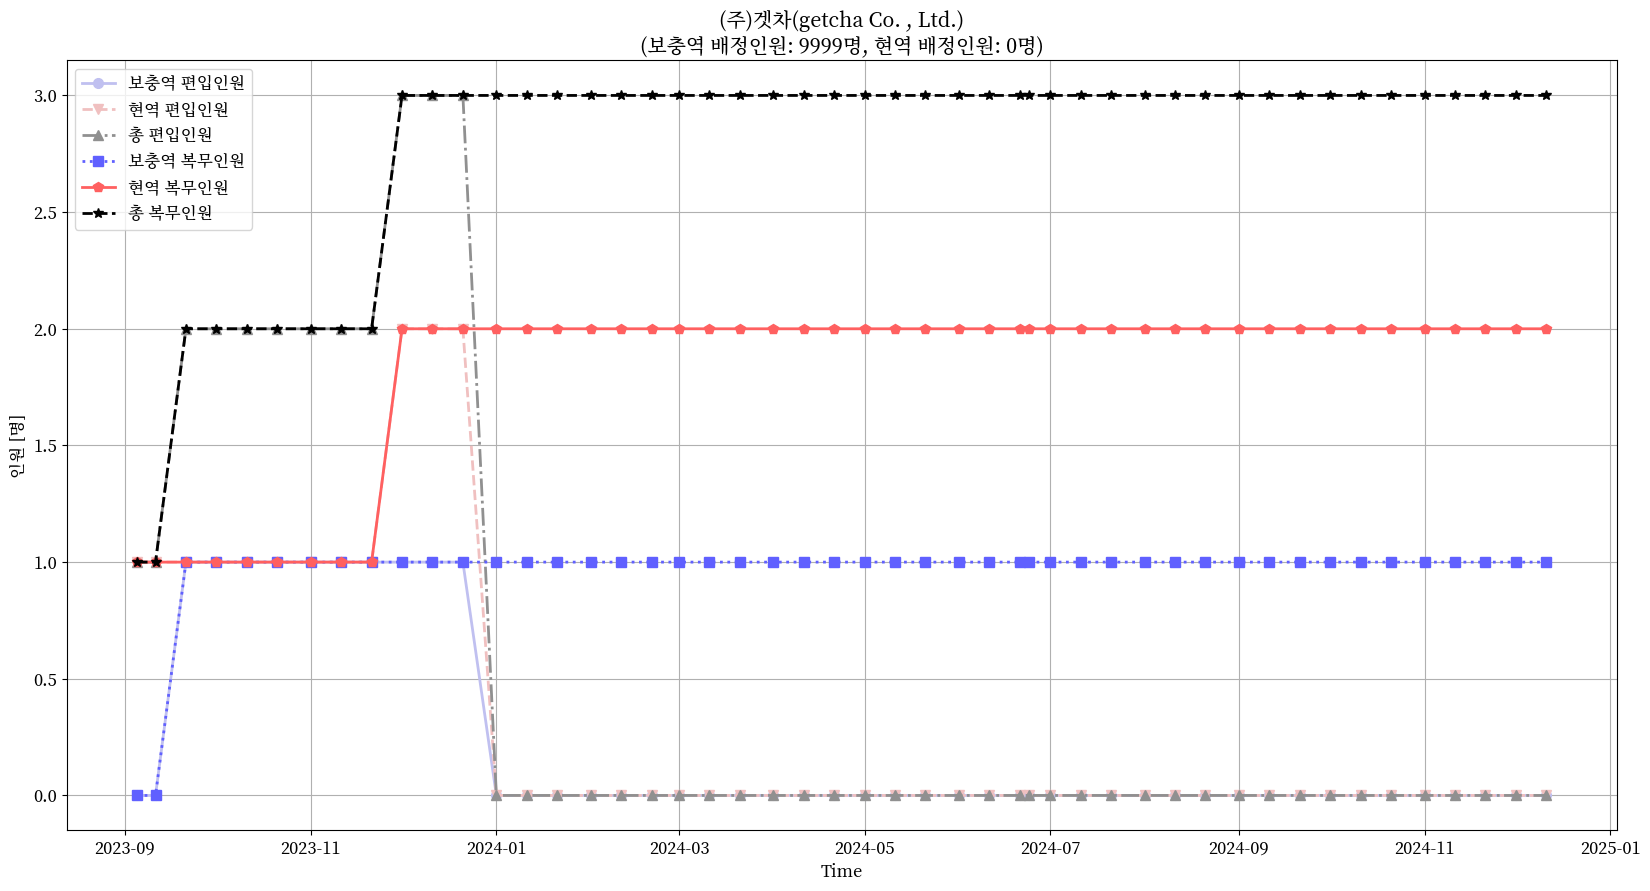 (주)겟차(getcha Co. , Ltd.)
(보충역 배정인원: 9999명, 현역 배정인원: 0명)
보충역 편입인원
현역 편입인원
총 편입인원
보충역 복무인원
현역 복무인원
총 복무인원
인원 [명]
3.0
2.5
2.0
1.5
1.0
0.5
0.0
2023-09
2023-11
2024-01
2024-03
2024-05
2024-07
2024-09
2024-11
2025-01
Time